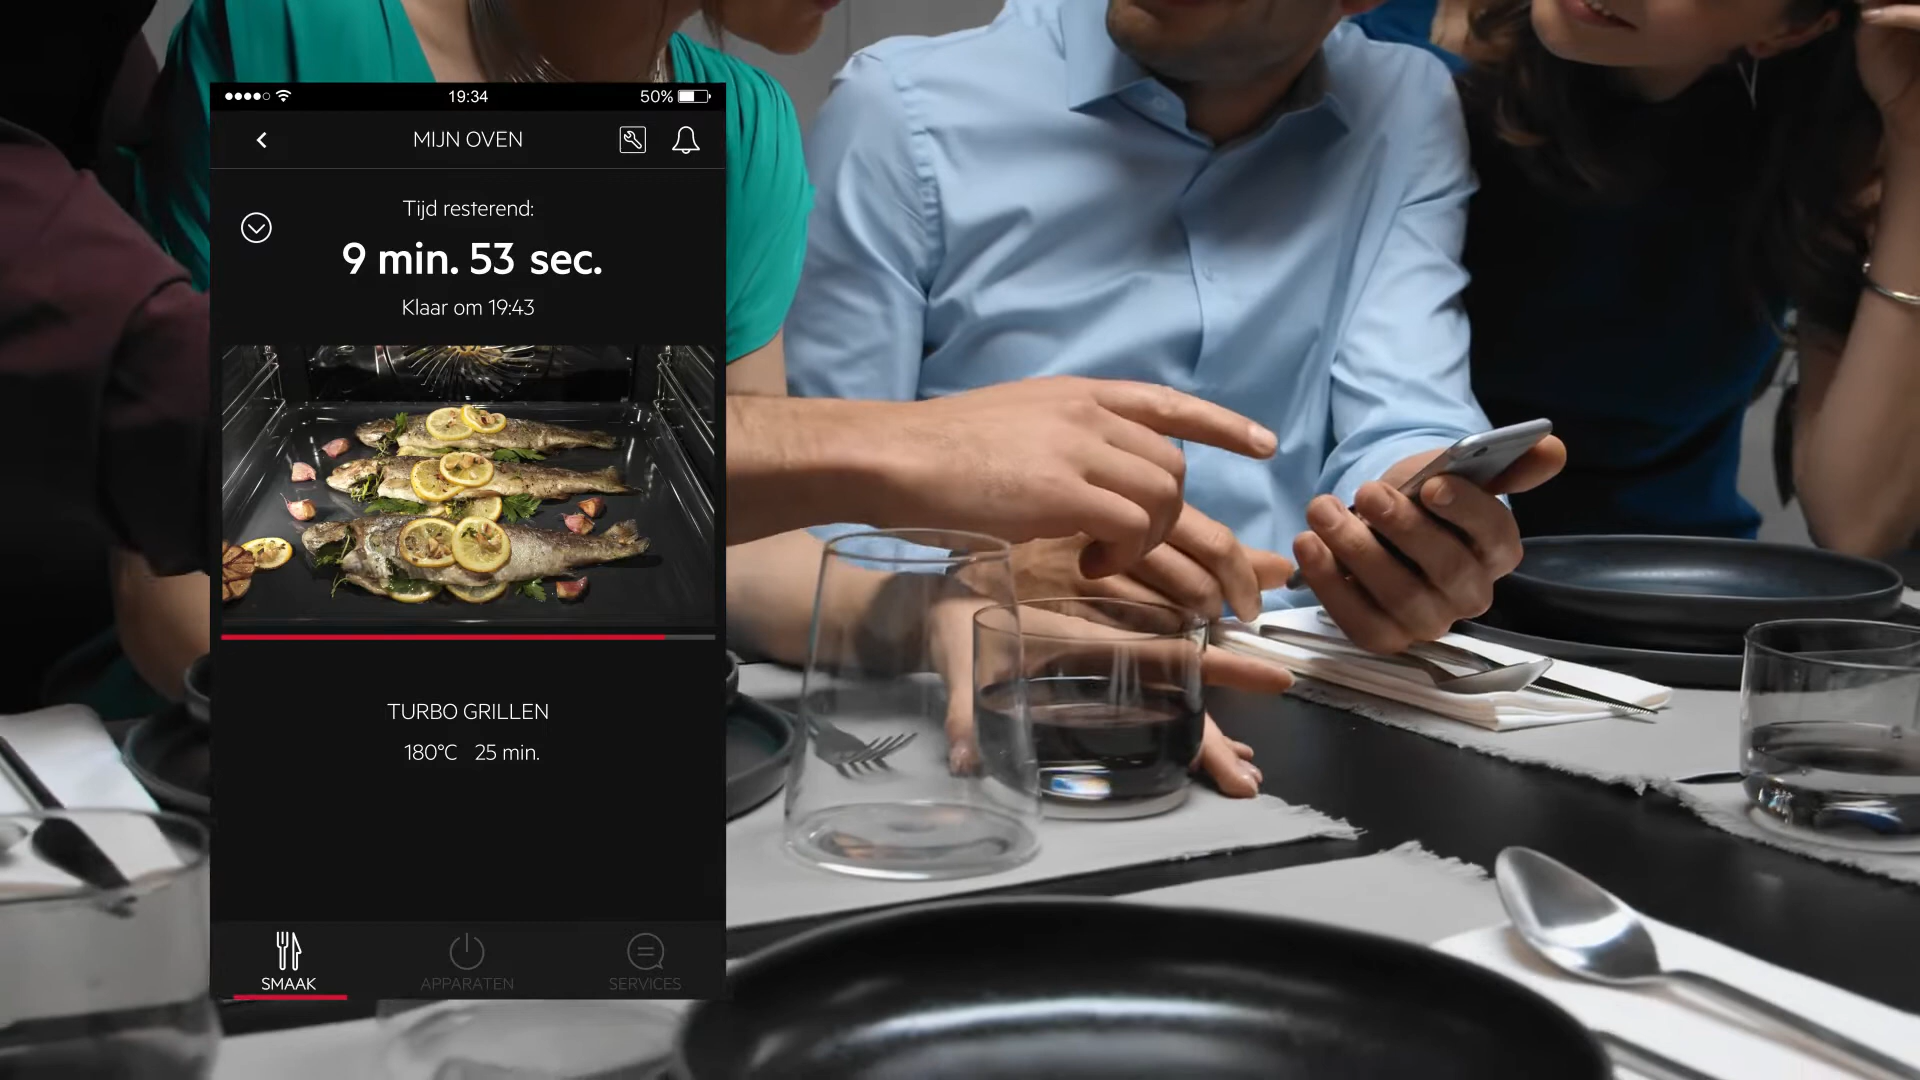 19:34
50%
MIJN OVEN
Tijd resterend:
9 min. 53 sec.
Klaar om 19:43
TURBO GRILLEN
180°C 25 min.
SMAAK
APPARATEN
SERVICES